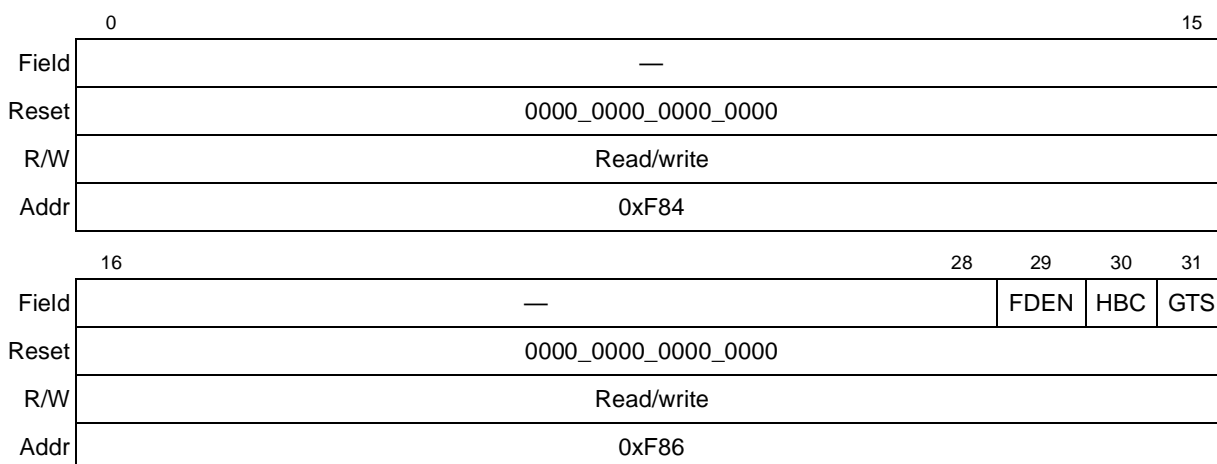 0 15
Field —
Reset 0000_0000_0000_0000
R/W Read/write
Addr 0xF84
16 28 29 30 31
Field — FDEN HBC GTS
Reset 0000_0000_0000_0000
R/W Read/write
Addr 0xF86